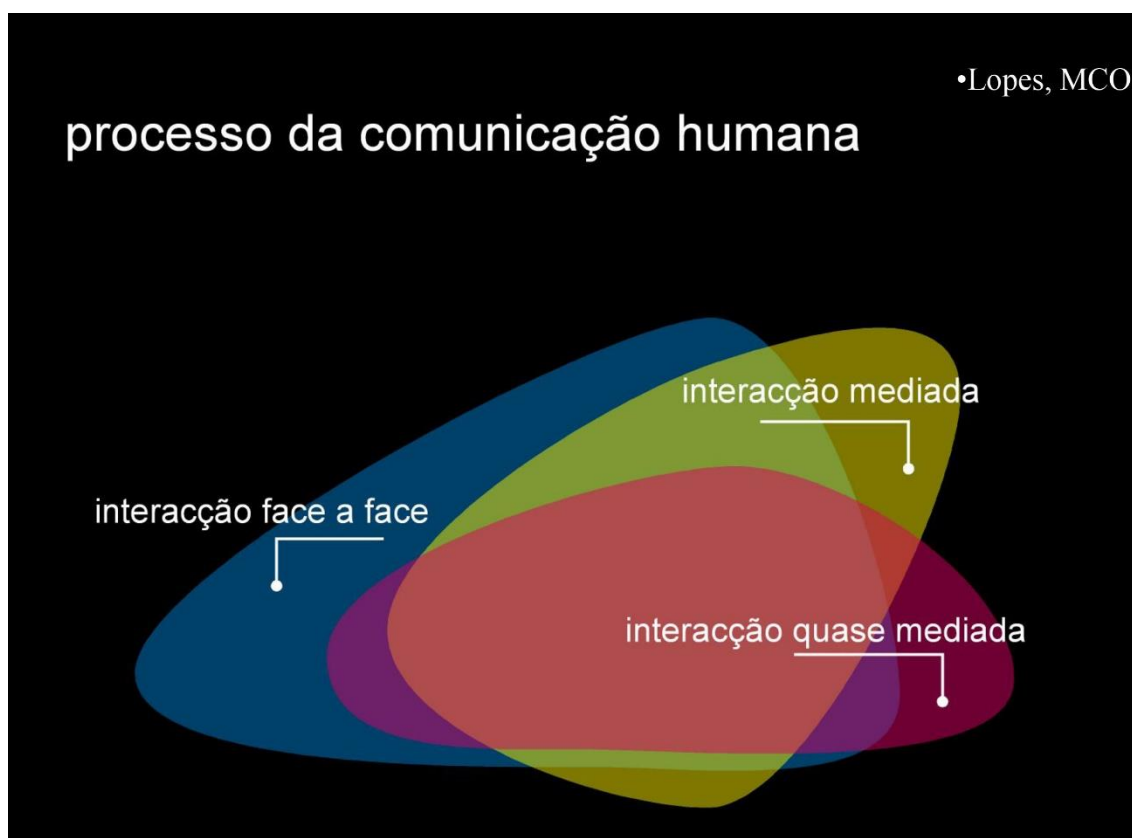 •Lopes, MCO
processo da comunicação humana
interacção mediada
interacção face a face
interacção quase mediada